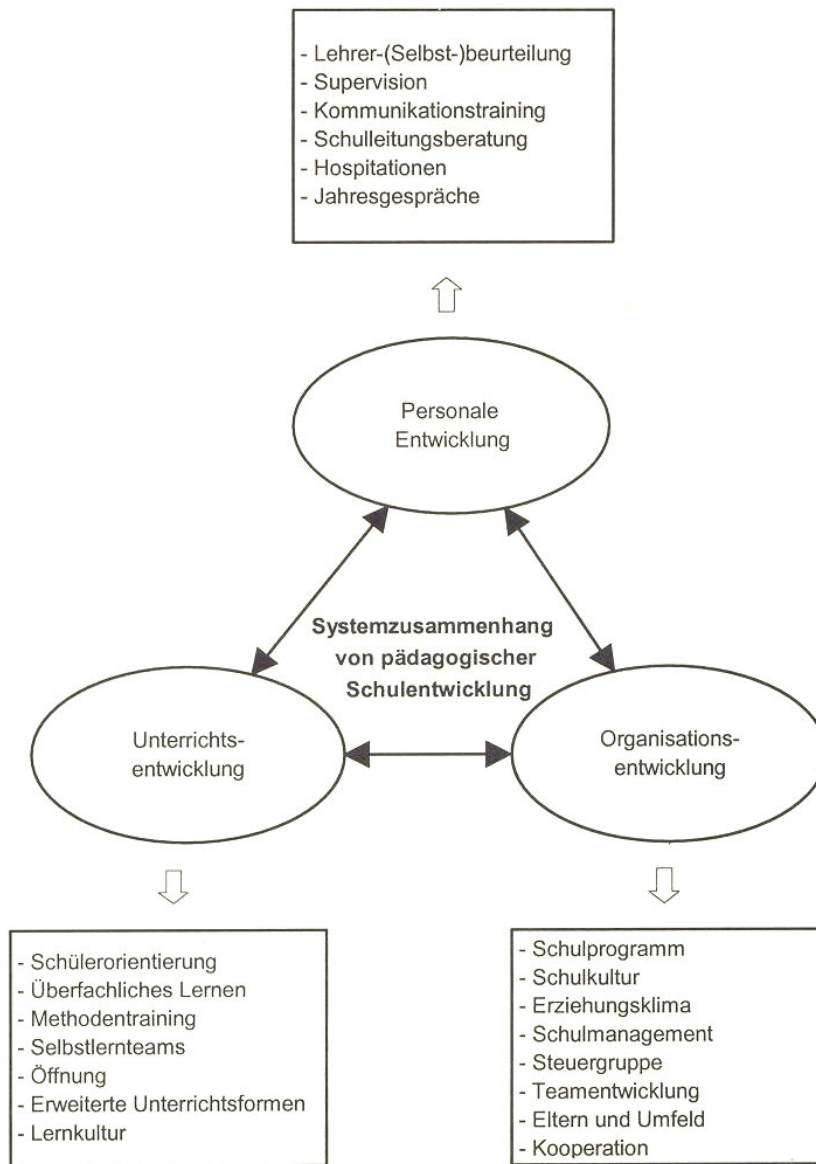 - Lehrer-(Selbst-)beurteilung
- Supervision
- Kommunikationstraining
- Schulleitungsberatung
- Hospitationen
- Jahresgespräche
Personale
Entwicklung
Systemzusammenhang
von pädagogischer
Schulentwicklung
Unterrichts-
entwicklung
Organisations-
entwicklung
- Schülerorientierung
- Überfachliches Lernen
- Methodentraining
- Selbstlernteams
- Öffnung
- Erweiterte Unterrichtsformen
- Lernkultur
- Schulprogramm
- Schulkultur
- Erziehungsklima
- Schulmanagement
- Steuergruppe
- Teamentwicklung
- Eltern und Umfeld
- Kooperation